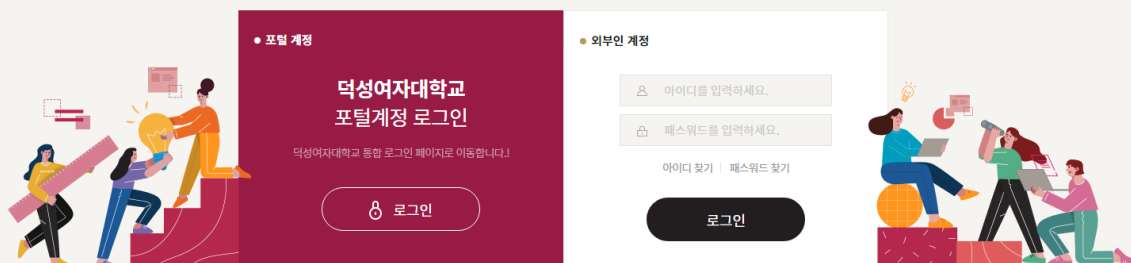 포털 계정
덕성여자대학교
포털계정 로그인
덕성여자대학교 통합 로그인 페이지로 이동합니다.!
로그인
외부인 계정
아이디를 입력하세요.
패스워드를 입력하세요.
아이디 찾기 | 패스워드 찾기
로그인